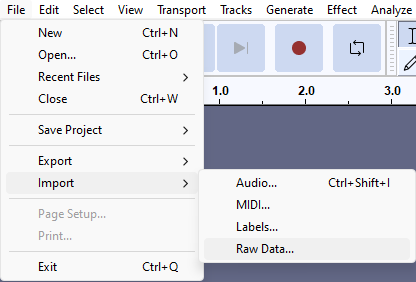 File Edit Select View Transport Tracks Generate Effect Analyze
New Ctrl+N
Open... Ctrl+O
Recent Files
Close Ctrl+W
1.0 2.0 3.0
Save Project
Export
Import
Audio... Ctrl+Shift+I
MIDI...
Page Setup...
Labels...
Print...
Raw Data...
Exit Ctrl+Q